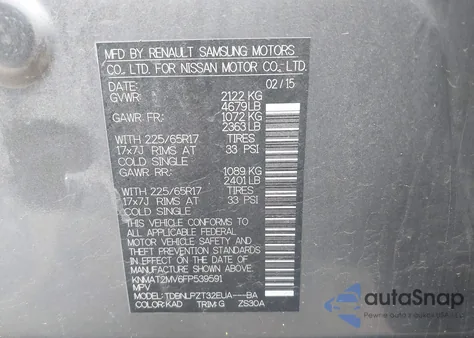 MFD BY RENAULT SAMSUNG MOTORS
CO., LTD. FOR NISSAN MOTOR CO., LTD.
DATE: 02/15
GVWR: 2122 KG
4679 LB
GAWR FR: 1072 KG
2363 LB
WITH 225/65R17 TIRES
17x7J RIMS AT 33 PSI
COLD SINGLE
GAWR RR: 1089 KG
2401 LB
WITH 225/65R17 TIRES
17x7J RIMS AT 33 PSI
COLD SINGLE
THIS VEHICLE CONFORMS TO
ALL APPLICABLE FEDERAL
MOTOR VEHICLE SAFETY AND
THEFT PREVENTION STANDARDS
IN EFFECT ON THE DATE OF
MANUFACTURE SHOWN ABOVE.
KNMAT2MV6FP539591
MPV
MODEL: TDBNLPZT32EUA---BA
COLOR: KAD TRIM: G ZS30A
autoSnap